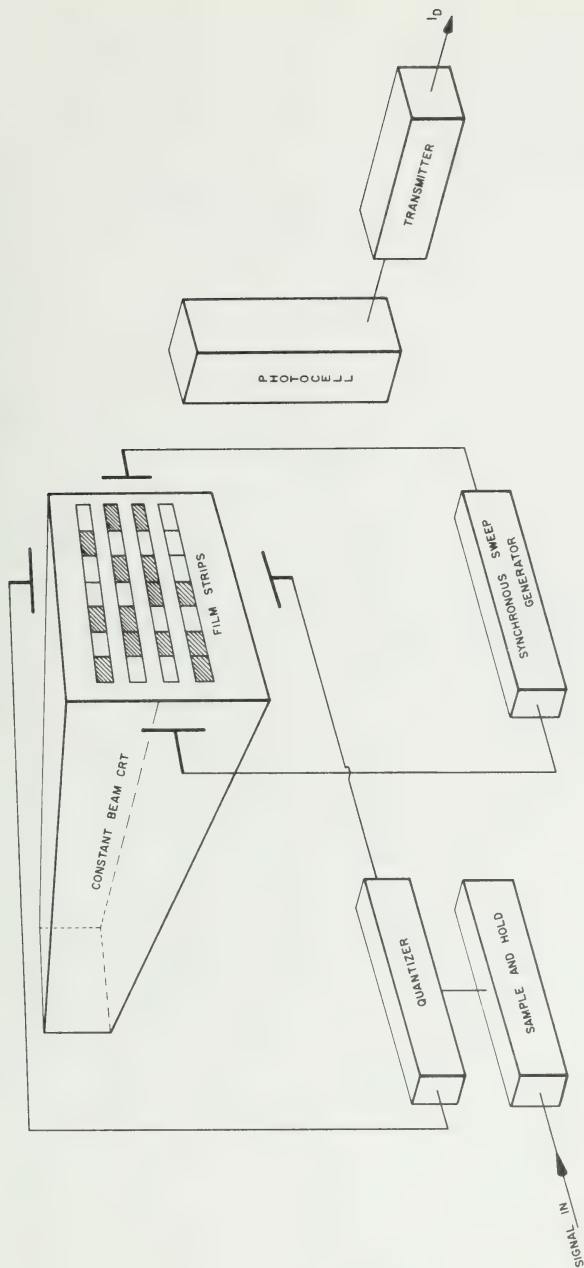 SIGNAL IN
SAMPLE AND HOLD
QUANTIZER
CONSTANT BEAM CRT
FILM STRIPS
SYNCHRONOUS SWEEP
GENERATOR
PHOTOCELL
TRANSMITTER
I_D